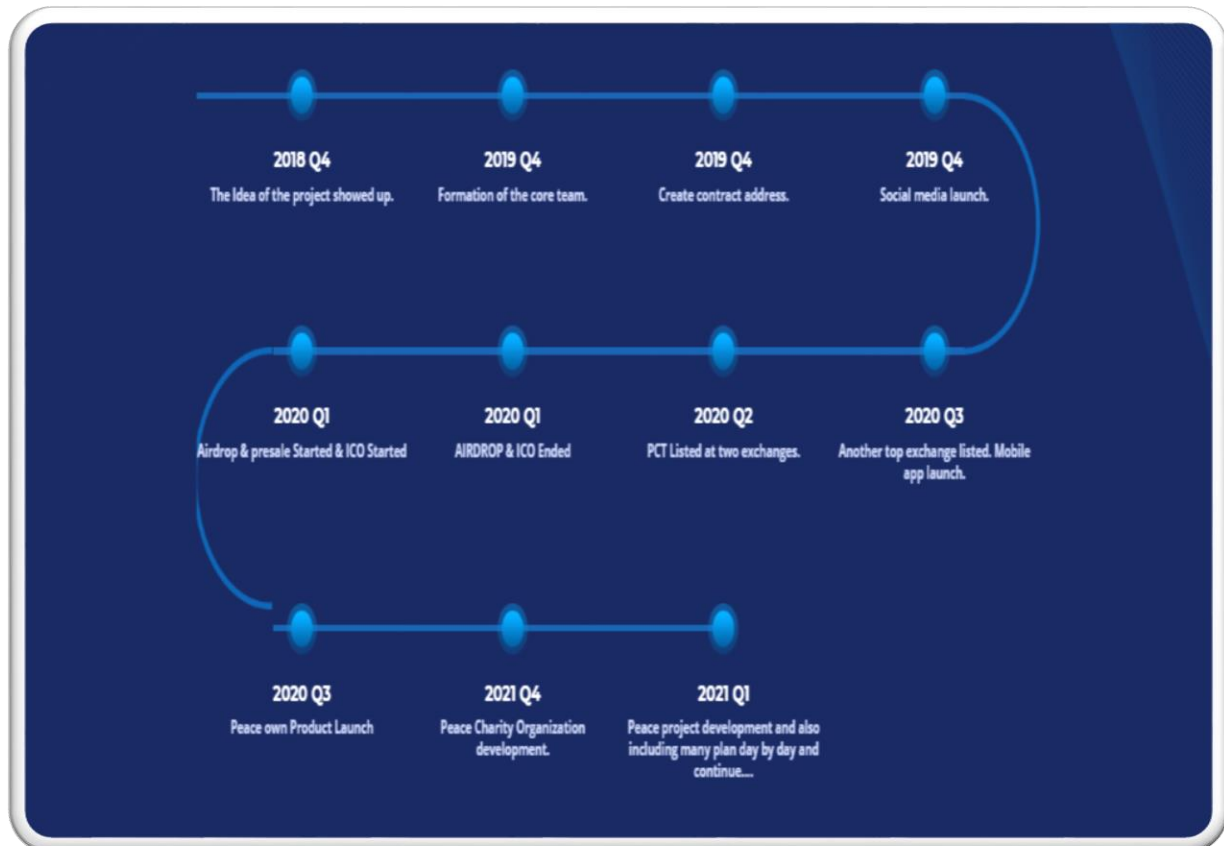 2018 Q4
The Idea of the project showed up.
2019 Q4
Formation of the core team.
2019 Q4
Create contract address.
2019 Q4
Social media launch.
2020 Q1
Airdrop & presale Started & ICO Started
2020 Q1
AIRDROP & ICO Ended
2020 Q2
PCT Listed at two exchanges.
2020 Q3
Another top exchange listed. Mobile
app launch.
2020 Q3
Peace own Product Launch
2021 Q4
Peace Charity Organization
development.
2021 Q1
Peace project development and also
including many plan day by day and
continue....